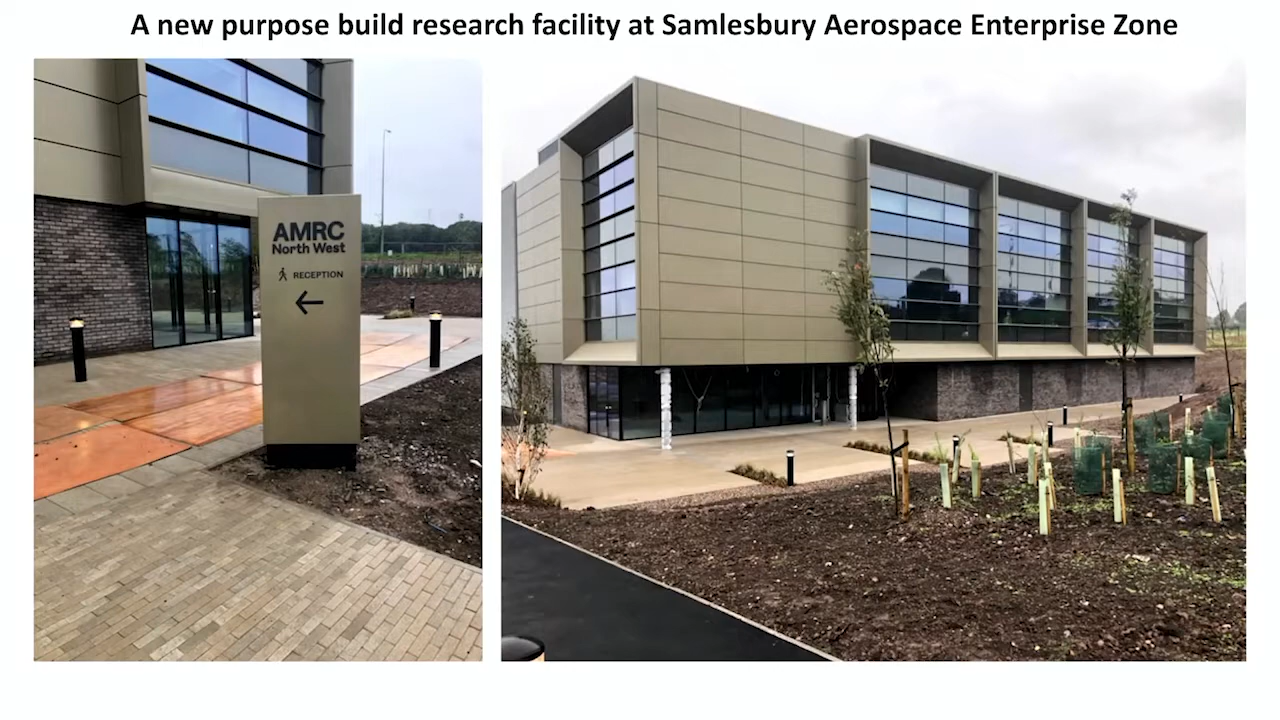 A new purpose build research facility at Samlesbury Aerospace Enterprise Zone
AMRC
North West
RECEPTION